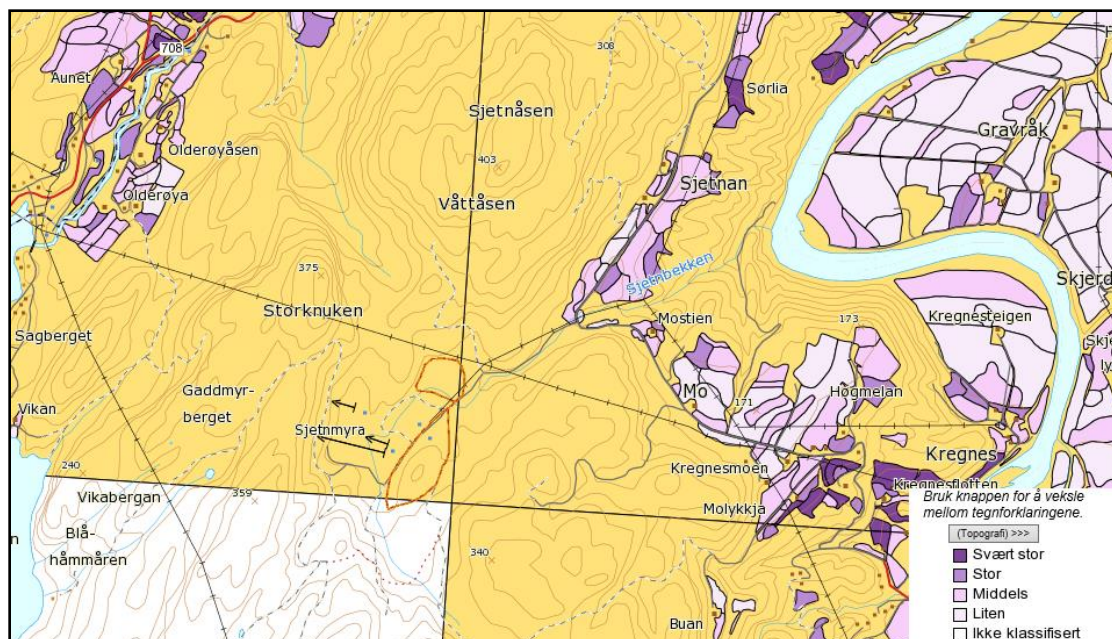 708
Aunet
308
Sørlia
Sjetnåsen
Gravråk
Olderøyåsen
403
Sjetnan
Olderøya
Våttåsen
Sjetnbekken
375
Storknuken
Mostien
173
Kregnesteigen
Sagberget
Gaddmyr-
berget
Mo
Høgmelan
Vikan
171
Sjetnmyra
Kregnesmoen
Kregnes
240
Kregnesflotten
Vikabergan
359
Molykkja
Blå-
håmmåren
340
Buan
Bruk knappen for å veksle
mellom tegnforklaringene.
(Topografi) >>>
Svært stor
Stor
Middels
Liten
Ikke klassifisert